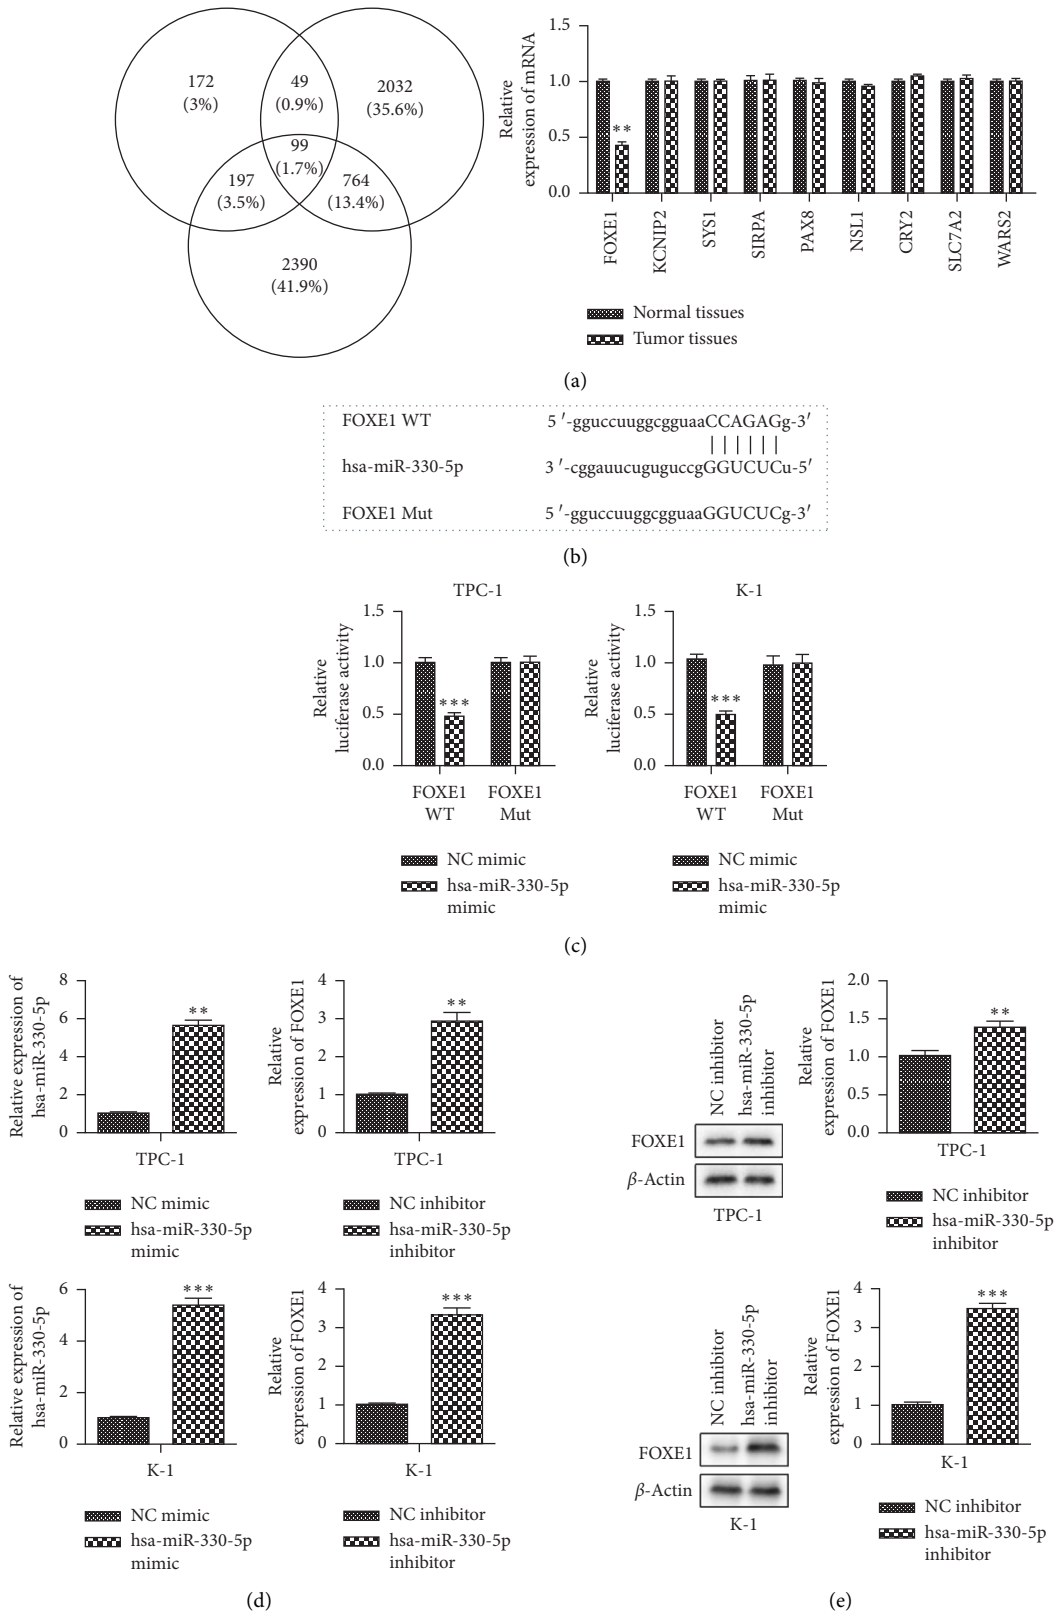 172
(3%)
49
(0.9%)
2032
(35.6%)
99
(1.7%)
197
(3.5%)
764
(13.4%)
2390
(41.9%)
Relative
expression of mRNA
1.5
1.0
0.5
0.0
**
FOXE1
KCNIP2
SYS1
SIRPA
PAX8
NSL1
CRY2
SLC7A2
WARS2
Normal tissues
Tumor tissues
(a)
FOXE1 WT 5 ′-gguccuuggcgguaaCCAGAGg-3′
hsa-miR-330-5p 3 ′-cggauucuguguccgGGUCUCu-5′
FOXE1 Mut 5 ′-gguccuuggcgguaaGGUCUCg-3′
(b)
TPC-1
Relative
luciferase activity
1.5
1.0
0.5
0.0
***
FOXE1
WT
FOXE1
Mut
NC mimic
hsa-miR-330-5p
mimic
K-1
Relative
luciferase activity
1.5
1.0
0.5
0.0
***
FOXE1
WT
FOXE1
Mut
NC mimic
hsa-miR-330-5p
mimic
(c)
Relative expression of
hsa-miR-330-5p
8
6
4
2
0
**
TPC-1
NC mimic
hsa-miR-330-5p
mimic
Relative
expression of FOXE1
4
3
2
1
0
**
TPC-1
NC inhibitor
hsa-miR-330-5p
inhibitor
NC inhibitor
hsa-miR-330-5p
inhibitor
FOXE1
β-Actin
TPC-1
Relative
expression of FOXE1
2.0
1.5
1.0
0.5
0.0
**
TPC-1
NC inhibitor
hsa-miR-330-5p
inhibitor
Relative expression of
hsa-miR-330-5p
6
4
2
0
***
K-1
NC mimic
hsa-miR-330-5p
mimic
Relative
expression of FOXE1
4
3
2
1
0
***
K-1
NC inhibitor
hsa-miR-330-5p
inhibitor
NC inhibitor
hsa-miR-330-5p
inhibitor
FOXE1
β-Actin
K-1
Relative
expression of FOXE1
4
3
2
1
0
***
K-1
NC inhibitor
hsa-miR-330-5p
inhibitor
(d)
(e)